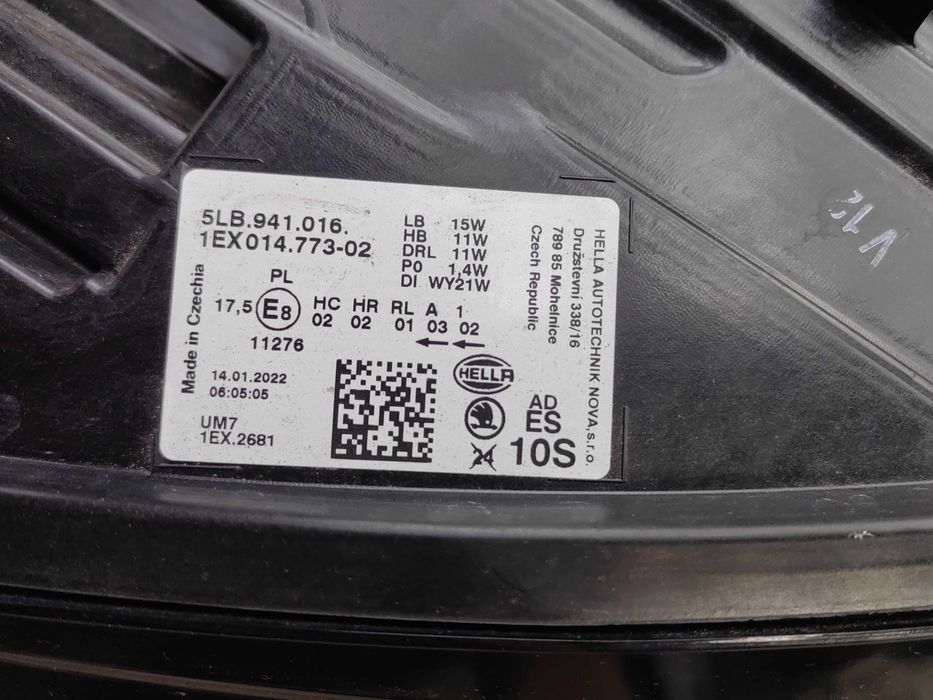 5LB.941.016.
1EX014.773-02
LB 15W
HB 11W
DRL 11W
PO 1,4W
DI WY21W
HELLA AUTOTECHNIK NOVA,s.r.o.
Družstevní 338/16
789 85 Mohelnice
Czech Republic
Made in Czechia
PL
17,5 E8 HC HR RL A 1
02 02 01 03 02
11276
14.01.2022
06:05:05
UM7
1EX.2681
HELLA
AD
ES
24
10S
V12